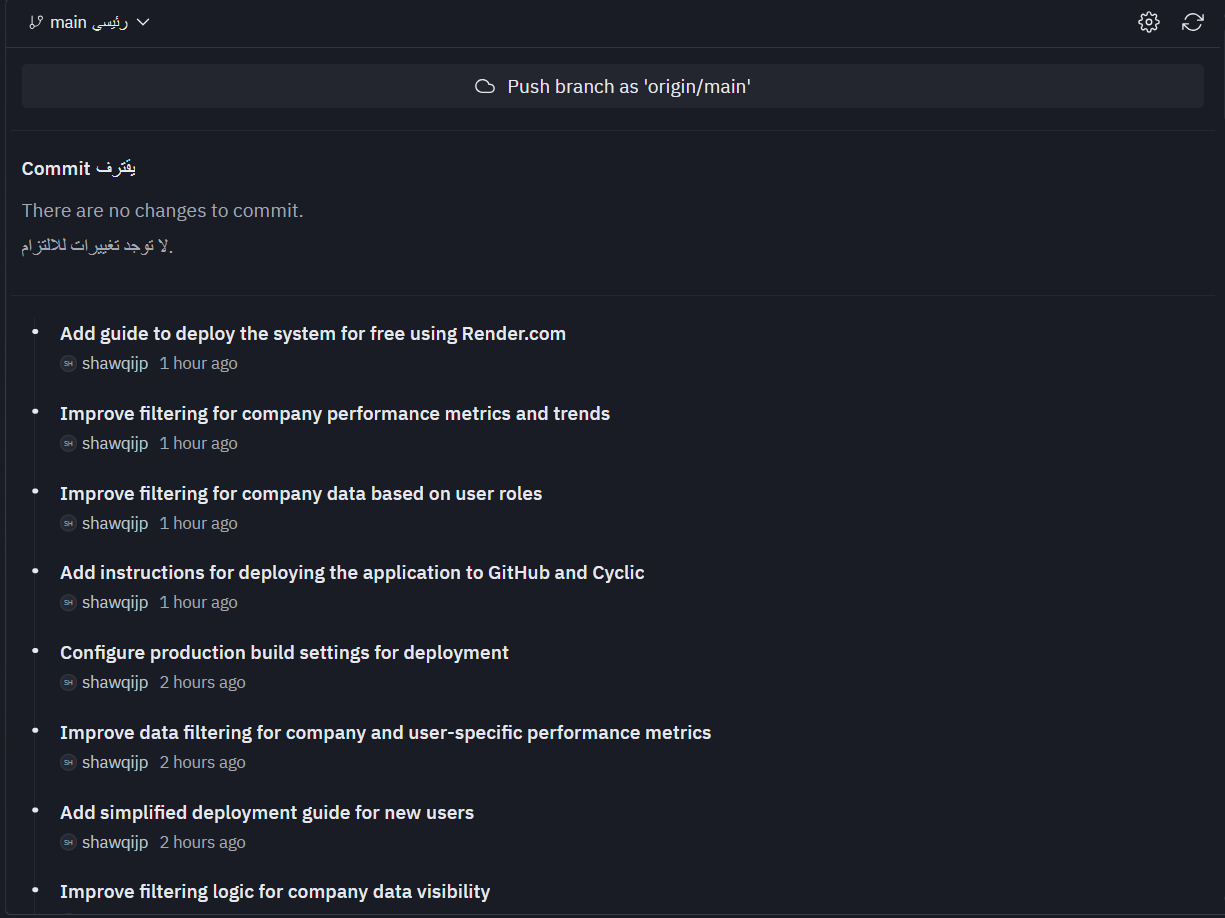 main رئيسي
Push branch as 'origin/main'
Commit يقترف
There are no changes to commit.
لا توجد تغييرات للالتزام.
Add guide to deploy the system for free using Render.com
SH shawqijp 1 hour ago
Improve filtering for company performance metrics and trends
SH shawqijp 1 hour ago
Improve filtering for company data based on user roles
SH shawqijp 1 hour ago
Add instructions for deploying the application to GitHub and Cyclic
SH shawqijp 1 hour ago
Configure production build settings for deployment
SH shawqijp 2 hours ago
Improve data filtering for company and user-specific performance metrics
SH shawqijp 2 hours ago
Add simplified deployment guide for new users
SH shawqijp 2 hours ago
Improve filtering logic for company data visibility